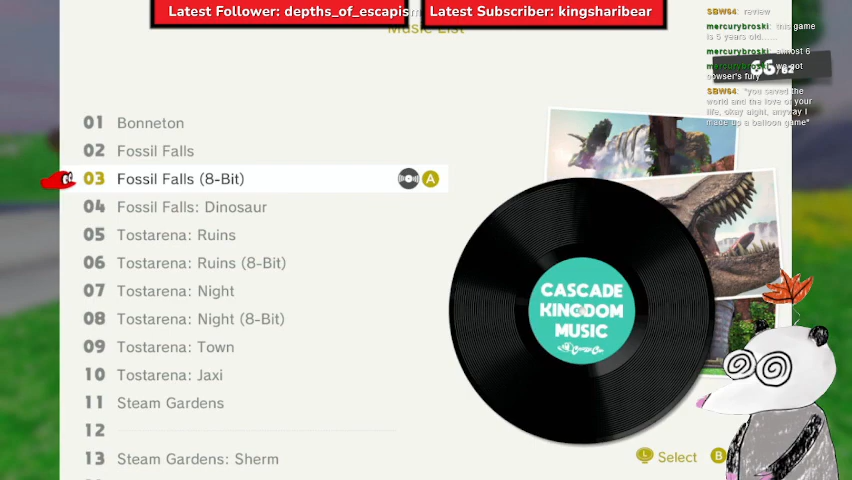 Latest Follower: depths_of_escapis
Latest Subscriber: kingsharibear
Music List
SBW64: review
mercurybroski: this game
is 5 years old......
mercurybroski: almost 6
mercurybroski: we got
bowser's fury
SBW64: "you saved the
world and the love of your
life, okay aight, anyway I
made up a balloon game"
66/82
01 Bonneton
02 Fossil Falls
03 Fossil Falls (8-Bit) A
04 Fossil Falls: Dinosaur
05 Tostarena: Ruins
06 Tostarena: Ruins (8-Bit)
07 Tostarena: Night
08 Tostarena: Night (8-Bit)
09 Tostarena: Town
10 Tostarena: Jaxi
11 Steam Gardens
12
13 Steam Gardens: Sherm
CASCADE
KINGDOM
MUSIC
L Select B